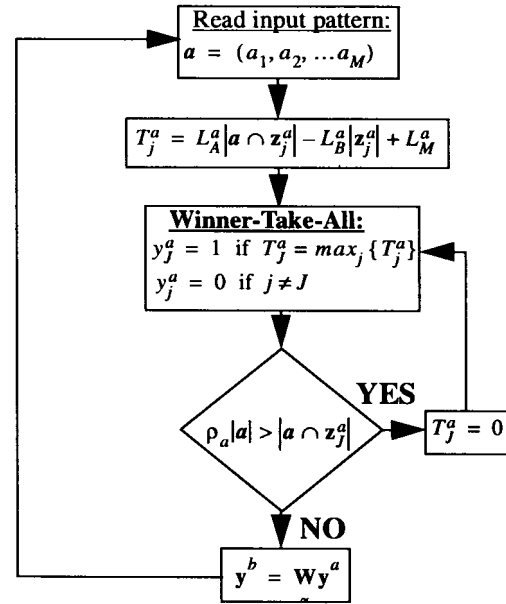 Read input pattern:
a = (a₁, a₂, …a_M)
T_j^a = L_A^a |a ∩ z_j^a| – L_B^a |z_j^a| + L_M^a
Winner-Take-All:
y_J^a = 1 if T_J^a = max_j {T_j^a}
y_j^a = 0 if j ≠ J
YES
ρ_a|a| > |a ∩ z_J^a|
T_J^a = 0
NO
y^b = Wy^a